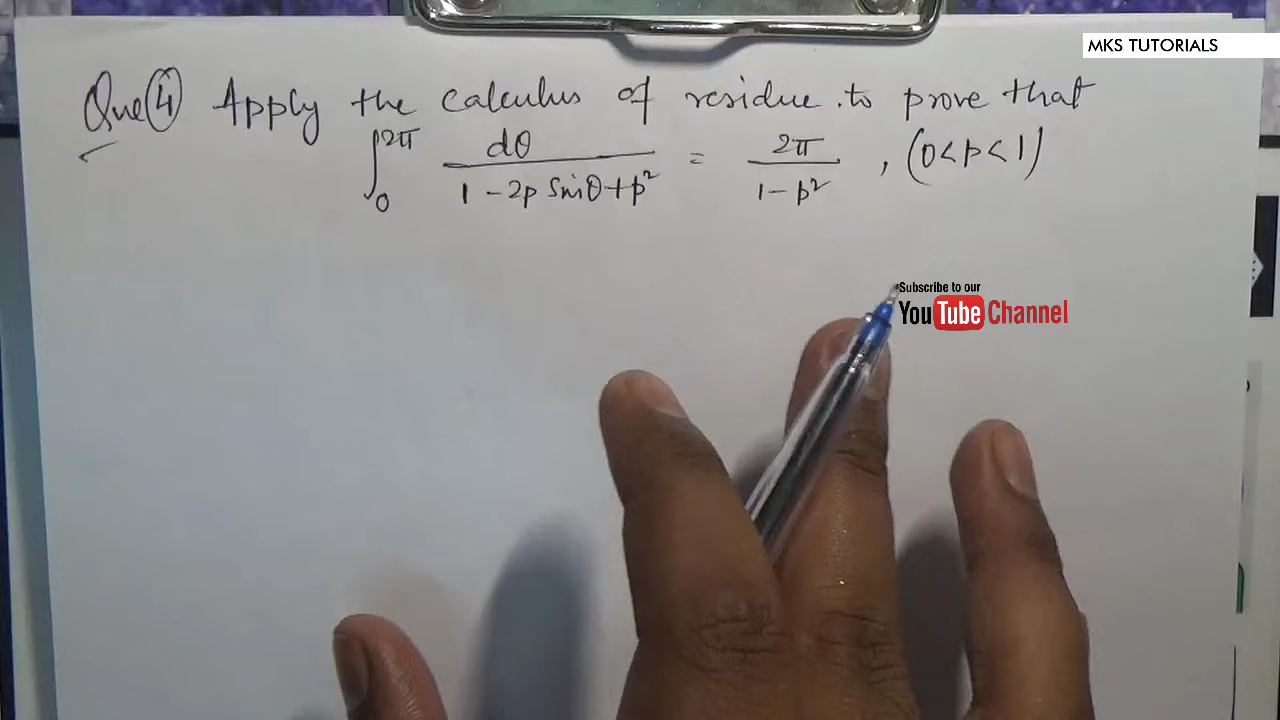 MKS TUTORIALS
Que ④ Apply the calculus of residue to prove that
∫₀^2π dθ / (1 - 2p Sinθ + p²) = 2π / (1 - p²) , (0 < p < 1)
Subscribe to our
YouTube Channel